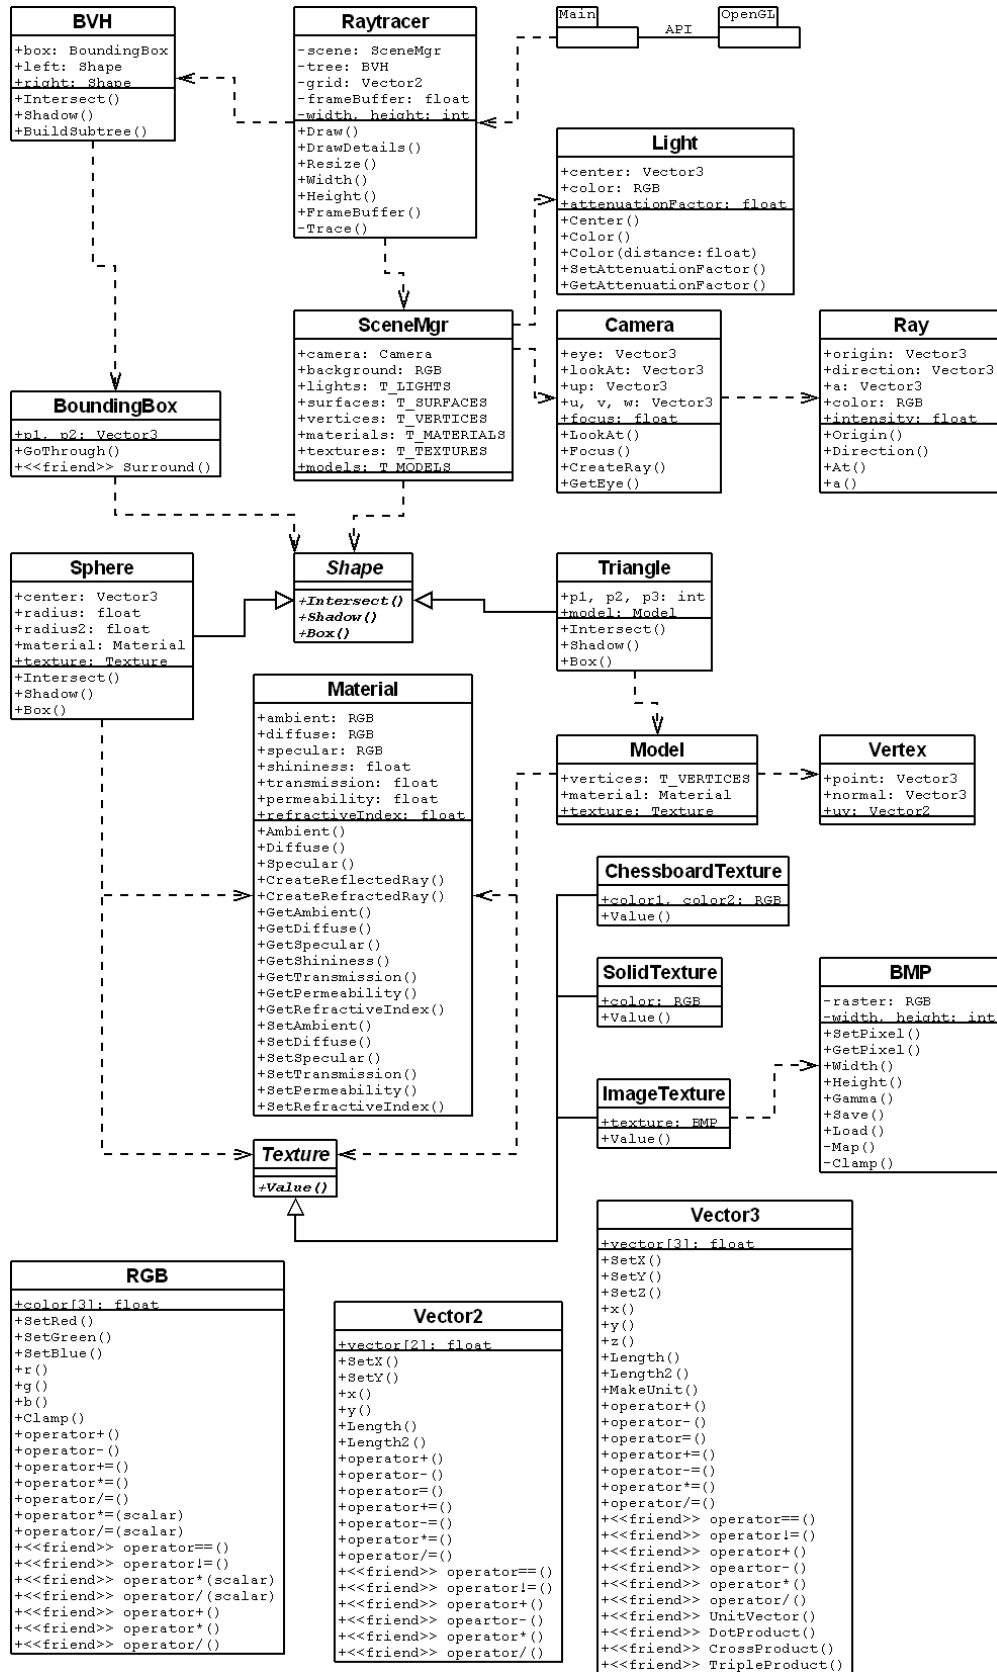 BVH
+box: BoundingBox
+left: Shape
+right: Shape
+Intersect()
+Shadow()
+BuildSubtree()
Raytracer
-scene: SceneMgr
-tree: BVH
-grid: Vector2
-frameBuffer: float
-width, height: int
+Draw()
+DrawDetails()
+Resize()
+Width()
+Height()
+FrameBuffer()
-Trace()
Main
API
OpenGL
Light
+center: Vector3
+color: RGB
+attenuationFactor: float
+Center()
+Color()
+Color(distance:float)
+SetAttenuationFactor()
+GetAttenuationFactor()
SceneMgr
+camera: Camera
+background: RGB
+lights: T_LIGHTS
+surfaces: T_SURFACES
+vertices: T_VERTICES
+materials: T_MATERIALS
+textures: T_TEXTURES
+models: T_MODELS
Camera
+eye: Vector3
+lookAt: Vector3
+up: Vector3
+u, v, w: Vector3
+focus: float
+LookAt()
+Focus()
+CreateRay()
+GetEye()
Ray
+origin: Vector3
+direction: Vector3
+a: Vector3
+color: RGB
+intensity: float
+Origin()
+Direction()
+At()
+a()
BoundingBox
+p1, p2: Vector3
+GoThrough()
+<<friend>> Surround()
Sphere
+center: Vector3
+radius: float
+radius2: float
+material: Material
+texture: Texture
+Intersect()
+Shadow()
+Box()
Shape
+Intersect()
+Shadow()
+Box()
Triangle
+p1, p2, p3: int
+model: Model
+Intersect()
+Shadow()
+Box()
Material
+ambient: RGB
+diffuse: RGB
+specular: RGB
+shininess: float
+transmission: float
+permeability: float
+refractiveIndex: float
+Ambient()
+Diffuse()
+Specular()
+CreateReflectedRay()
+CreateRefractedRay()
+GetAmbient()
+GetDiffuse()
+GetSpecular()
+GetShininess()
+GetTransmission()
+GetPermeability()
+GetRefractiveIndex()
+SetAmbient()
+SetDiffuse()
+SetSpecular()
+SetTransmission()
+SetPermeability()
+SetRefractiveIndex()
Model
+vertices: T_VERTICES
+material: Material
+texture: Texture
Vertex
+point: Vector3
+normal: Vector3
+uv: Vector2
ChessboardTexture
+color1, color2: RGB
+Value()
SolidTexture
+color: RGB
+Value()
BMP
-raster: RGB
-width, height: int
+SetPixel()
+GetPixel()
+Width()
+Height()
+Gamma()
+Save()
+Load()
-Map()
-Clamp()
ImageTexture
+texture: BMP
+Value()
Texture
+Value()
RGB
+color[3]: float
+SetRed()
+SetGreen()
+SetBlue()
+r()
+g()
+b()
+Clamp()
+operator+()
+operator-()
+operator+=()
+operator*=()
+operator/=()
+operator*=(scalar)
+operator/=(scalar)
+<<friend>> operator==()
+<<friend>> operator!=()
+<<friend>> operator*(scalar)
+<<friend>> operator/(scalar)
+<<friend>> operator+()
+<<friend>> operator*()
+<<friend>> operator/()
Vector2
+vector[2]: float
+SetX()
+SetY()
+x()
+y()
+Length()
+Length2()
+operator+()
+operator-()
+operator=()
+operator+=()
+operator-=()
+operator*=()
+operator/=()
+<<friend>> operator==()
+<<friend>> operator!=()
+<<friend>> operator+()
+<<friend>> opeartor-()
+<<friend>> operator*()
+<<friend>> operator/()
Vector3
+vector[3]: float
+SetX()
+SetY()
+SetZ()
+x()
+y()
+z()
+Length()
+Length2()
+MakeUnit()
+operator+()
+operator-()
+operator=()
+operator+=()
+operator-=()
+operator*=()
+operator/=()
+<<friend>> operator==()
+<<friend>> operator!=()
+<<friend>> operator+()
+<<friend>> opeartor-()
+<<friend>> operator*()
+<<friend>> operator/()
+<<friend>> UnitVector()
+<<friend>> DotProduct()
+<<friend>> CrossProduct()
+<<friend>> TripleProduct()